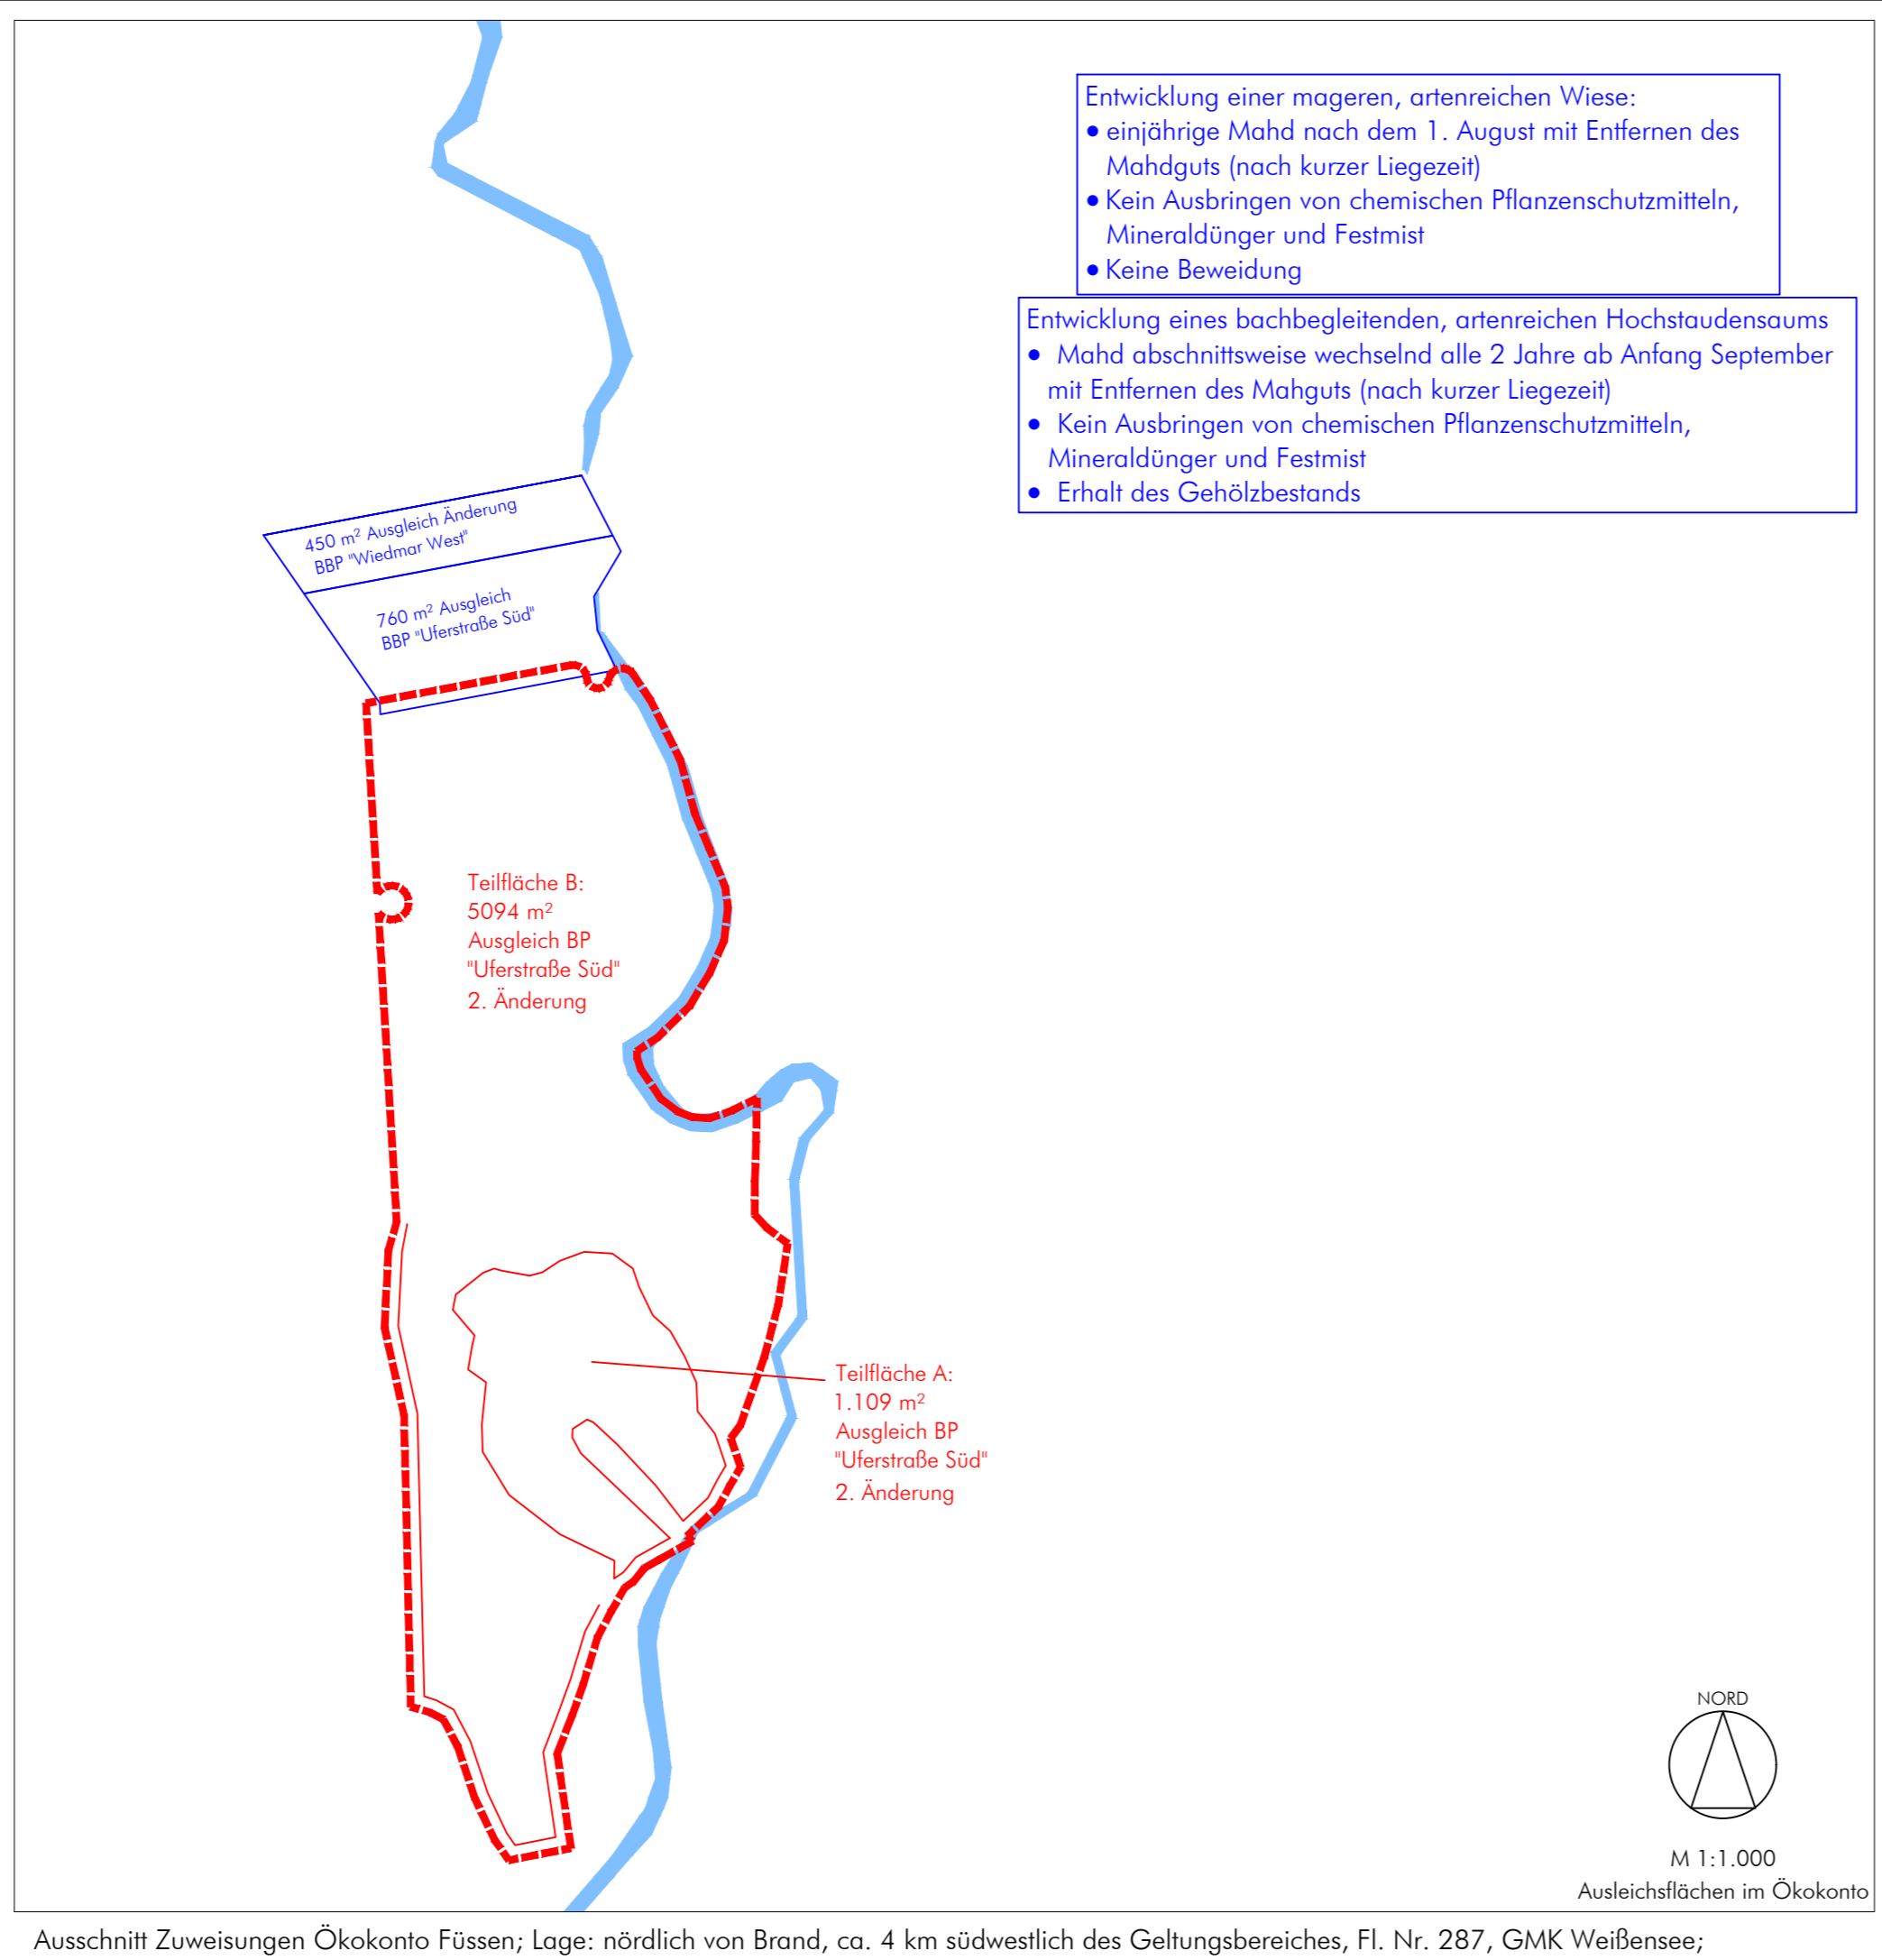 Entwicklung einer mageren, artenreichen Wiese:
• einjährige Mahd nach dem 1. August mit Entfernen des
Mahdguts (nach kurzer Liegezeit)
• Kein Ausbringen von chemischen Pflanzenschutzmitteln,
Mineraldünger und Festmist
• Keine Beweidung
Entwicklung eines bachbegleitenden, artenreichen Hochstaudensaums
• Mahd abschnittsweise wechselnd alle 2 Jahre ab Anfang September
mit Entfernen des Mahguts (nach kurzer Liegezeit)
• Kein Ausbringen von chemischen Pflanzenschutzmitteln,
Mineraldünger und Festmist
• Erhalt des Gehölzbestands
450 m² Ausgleich Änderung
BBP "Wiedmar West"
760 m² Ausgleich
BBP "Uferstraße Süd"
Teilfläche B:
5094 m²
Ausgleich BP
"Uferstraße Süd"
2. Änderung
Teilfläche A:
1.109 m²
Ausgleich BP
"Uferstraße Süd"
2. Änderung
NORD
M 1:1.000
Ausleichsflächen im Ökokonto
Ausschnitt Zuweisungen Ökokonto Füssen; Lage: nördlich von Brand, ca. 4 km südwestlich des Geltungsbereiches, Fl. Nr. 287, GMK Weißensee;